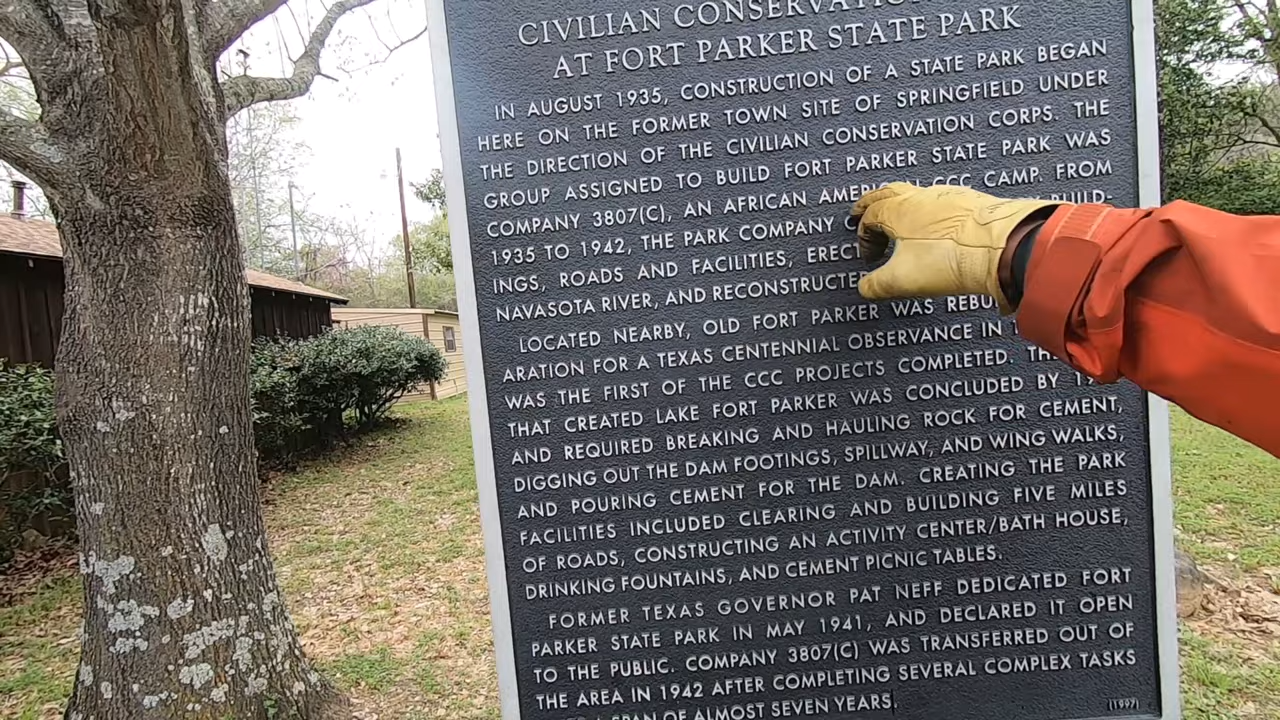 CIVILIAN CONSERVATION
AT FORT PARKER STATE PARK
IN AUGUST 1935, CONSTRUCTION OF A STATE PARK BEGAN
HERE ON THE FORMER TOWN SITE OF SPRINGFIELD UNDER
THE DIRECTION OF THE CIVILIAN CONSERVATION CORPS. THE
GROUP ASSIGNED TO BUILD FORT PARKER STATE PARK WAS
COMPANY 3807(C), AN AFRICAN AMERICAN CCC CAMP. FROM
1935 TO 1942, THE PARK COMPANY BUILD-
INGS, ROADS AND FACILITIES,
NAVASOTA RIVER, AND RECONSTRUCTED
LOCATED NEARBY, OLD FORT PARKER WAS
ARATION FOR A TEXAS CENTENNIAL OBSERVANCE IN
WAS THE FIRST OF THE CCC PROJECTS COMPLETED.
THAT CREATED LAKE FORT PARKER WAS CONCLUDED BY
AND REQUIRED BREAKING AND HAULING ROCK FOR CEMENT,
DIGGING OUT THE DAM FOOTINGS, SPILLWAY, AND WING WALKS,
AND POURING CEMENT FOR THE DAM. CREATING THE PARK
FACILITIES INCLUDED CLEARING AND BUILDING FIVE MILES
OF ROADS, CONSTRUCTING AN ACTIVITY CENTER/BATH HOUSE,
DRINKING FOUNTAINS, AND CEMENT PICNIC TABLES.
FORMER TEXAS GOVERNOR PAT NEFF DEDICATED FORT
PARKER STATE PARK IN MAY 1941, AND DECLARED IT OPEN
TO THE PUBLIC. COMPANY 3807(C) WAS TRANSFERRED OUT OF
THE AREA IN 1942 AFTER COMPLETING SEVERAL COMPLEX TASKS
A SPAN OF ALMOST SEVEN YEARS.
(1997)